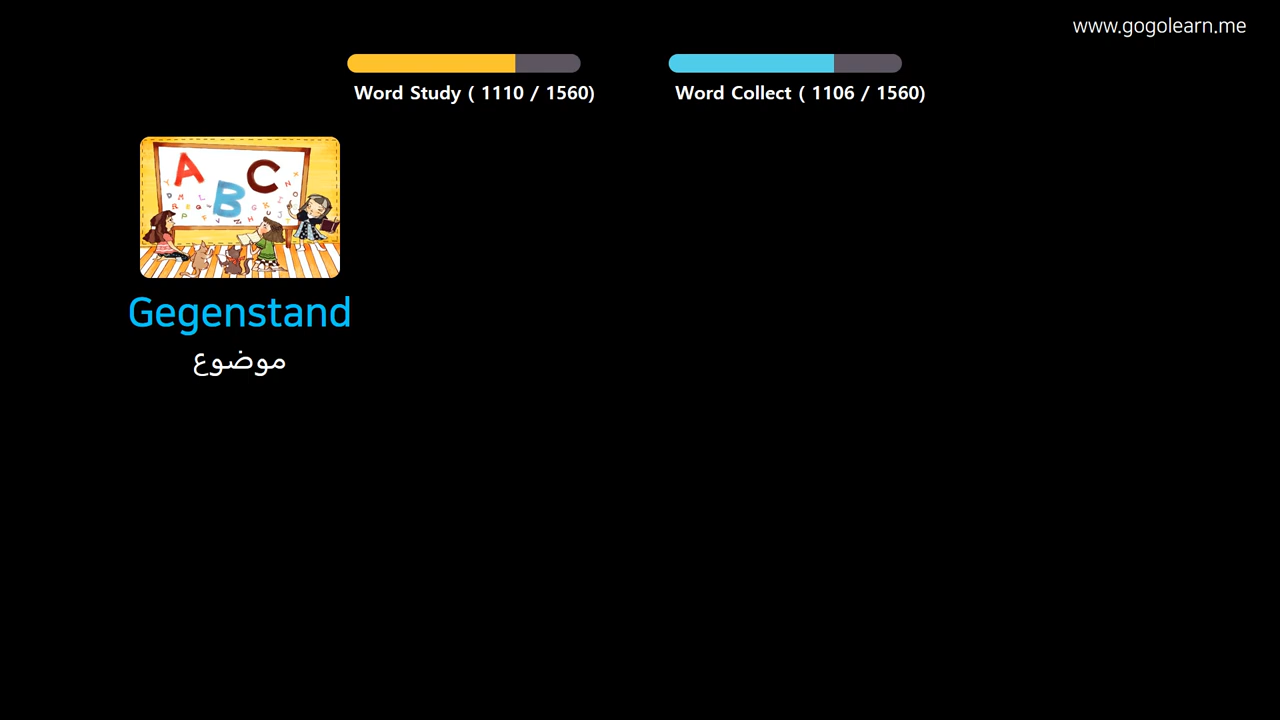 www.gogolearn.me
Word Study ( 1110 / 1560)
Word Collect ( 1106 / 1560)
A
B
C
Gegenstand
موضوع